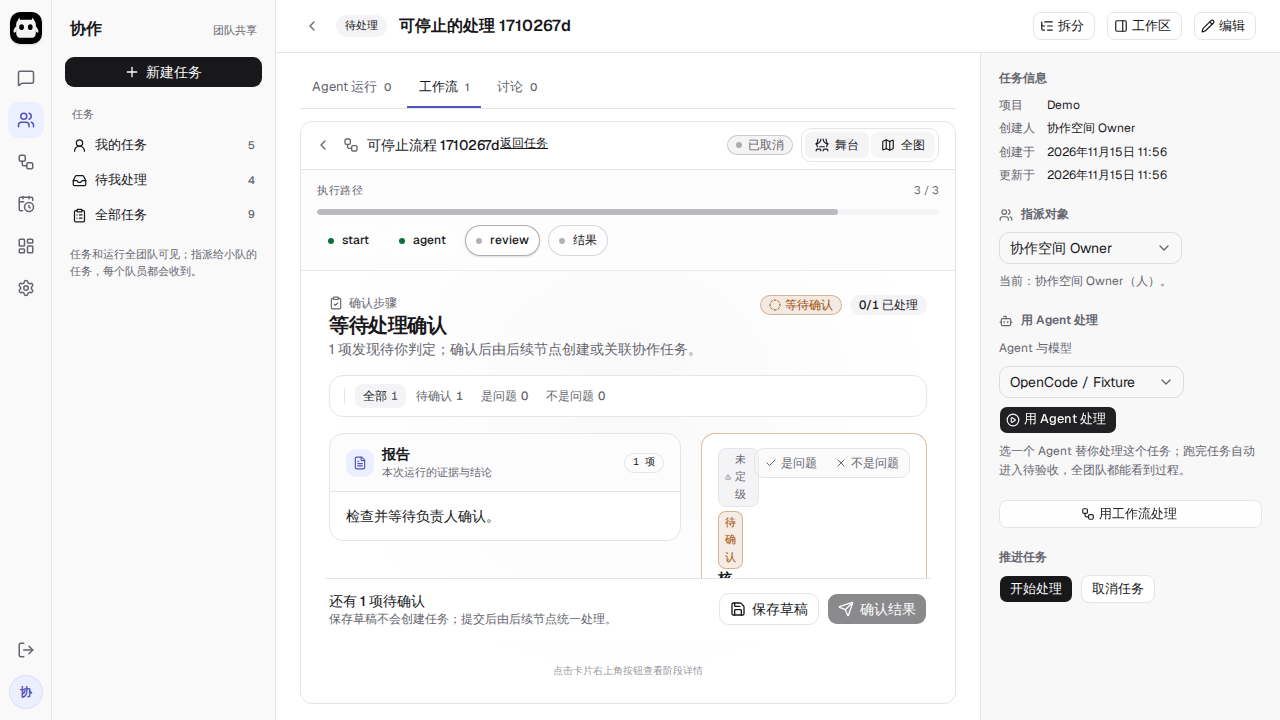 协作
团队共享
新建任务
任务
我的任务 5
待我处理 4
全部任务 9
任务和运行全团队可见；指派给小队的
任务，每个队员都会收到。
协
待处理
可停止的处理 1710267d
拆分
工作区
编辑
Agent 运行 0
工作流 1
讨论 0
可停止流程 1710267d返回任务
已取消
舞台
全图
执行路径
3 / 3
start
agent
review
结果
确认步骤
等待处理确认
1 项发现待你判定；确认后由后续节点创建或关联协作任务。
等待确认
0/1 已处理
全部 1
待确认 1
是问题 0
不是问题 0
报告
本次运行的证据与结论
1 项
检查并等待负责人确认。
未
定
级
是问题
不是问题
待
确
认
还有 1 项待确认
保存草稿不会创建任务；提交后由后续节点统一处理。
保存草稿
确认结果
点击卡片右上角按钮查看阶段详情
任务信息
项目 Demo
创建人 协作空间 Owner
创建于 2026年11月15日 11:56
更新于 2026年11月15日 11:56
指派对象
协作空间 Owner
当前：协作空间 Owner（人）。
用 Agent 处理
Agent 与模型
OpenCode / Fixture
用 Agent 处理
选一个 Agent 替你处理这个任务；跑完任务自动
进入待验收，全团队都能看到过程。
用工作流处理
推进任务
开始处理
取消任务